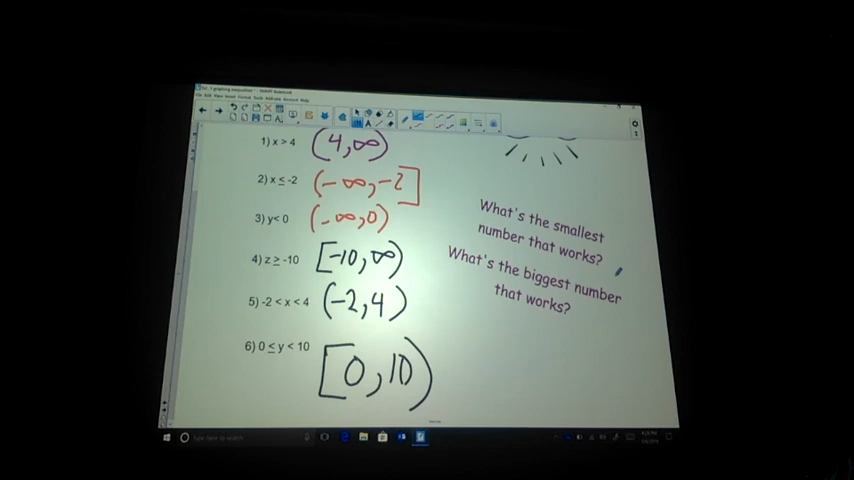 1) x > 4 (4, ∞)
2) x ≤ -2 (-∞, -2]
3) y< 0 (-∞, 0)
4) z ≥ -10 [-10, ∞)
5) -2 < x < 4 (-2, 4)
6) 0 ≤ y < 10 [0, 10)
What's the smallest
number that works?
What's the biggest number
that works?